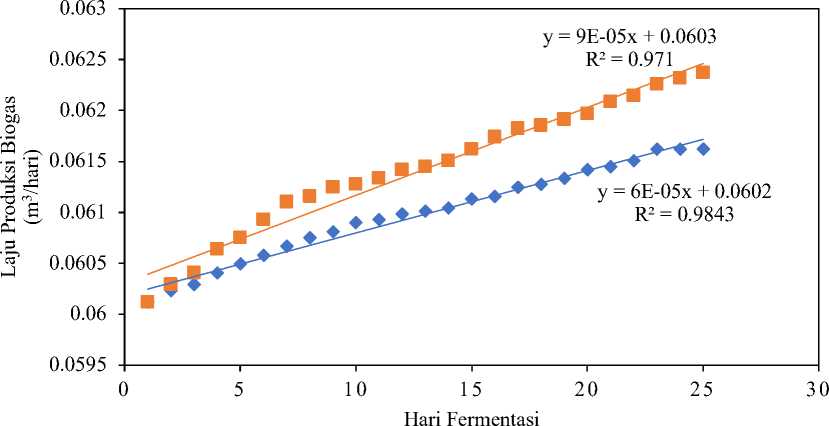 0.063
0.0625
0.062
0.0615
0.061
0.0605
0.06
0.0595
0 5 10 15 20 25 30
Laju Produksi Biogas
(m³/hari)
Hari Fermentasi
y = 9E-05x + 0.0603
R² = 0.971
y = 6E-05x + 0.0602
R² = 0.9843